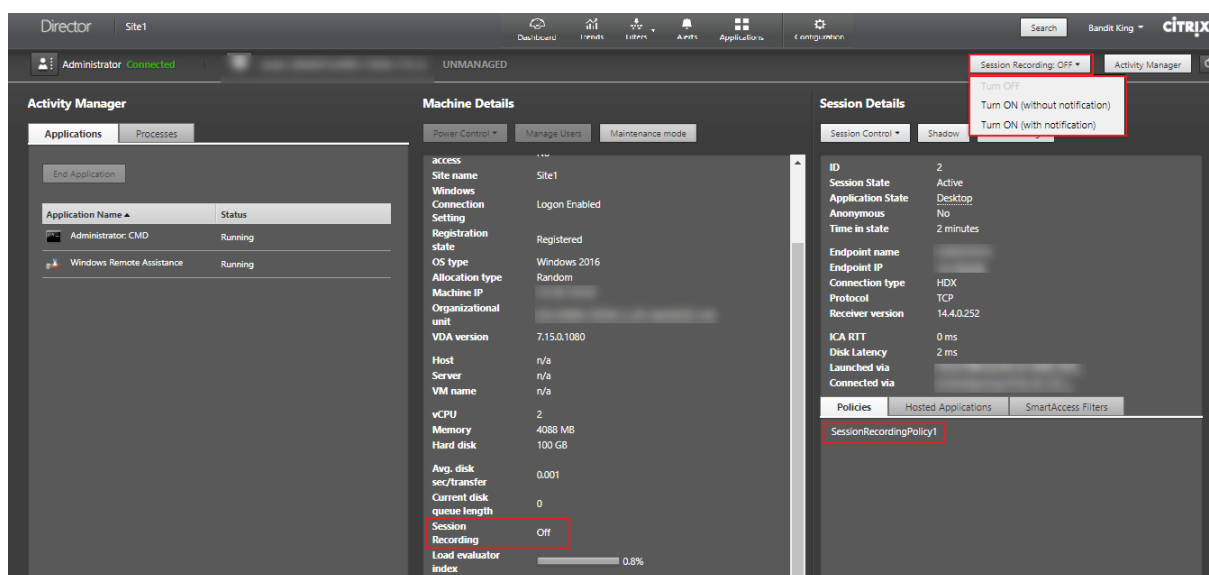 Director Site1
Dashboard Trends Filters Alerts Applications Configuration
Search Bandit King CİTRIX
Administrator Connected UNMANAGED
Session Recording: OFF Activity Manager
Turn OFF
Turn ON (without notification)
Turn ON (with notification)
Activity Manager
Applications Processes
End Application
Application Name Status
Administrator: CMD Running
Windows Remote Assistance Running
Machine Details
Power Control Manage Users Maintenance mode
access No
Site name Site1
Windows
Connection Logon Enabled
Setting
Registration
state Registered
OS type Windows 2016
Allocation type Random
Machine IP
Organizational
unit
VDA version 7.15.0.1080
Host n/a
Server n/a
VM name n/a
vCPU 2
Memory 4088 MB
Hard disk 100 GB
Avg. disk
sec/transfer 0.001
Current disk
queue length 0
Session
Recording Off
Load evaluator
index 0.8%
Session Details
Session Control Shadow
ID 2
Session State Active
Application State Desktop
Anonymous No
Time in state 2 minutes
Endpoint name
Endpoint IP
Connection type HDX
Protocol TCP
Receiver version 14.4.0.252
ICA RTT 0 ms
Disk Latency 2 ms
Launched via
Connected via
Policies Hosted Applications SmartAccess Filters
SessionRecordingPolicy1